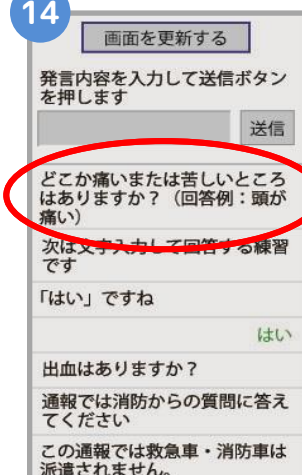 14
画面を更新する
発言内容を入力して送信ボタン
を押します
送信
どこか痛いまたは苦しいところ
はありますか？（回答例：頭が
痛い）
次は文字入力して回答する練習
です
「はい」ですね
はい
出血はありますか？
通報では消防からの質問に答え
てください
この通報では救急車・消防車は
派遣されません。